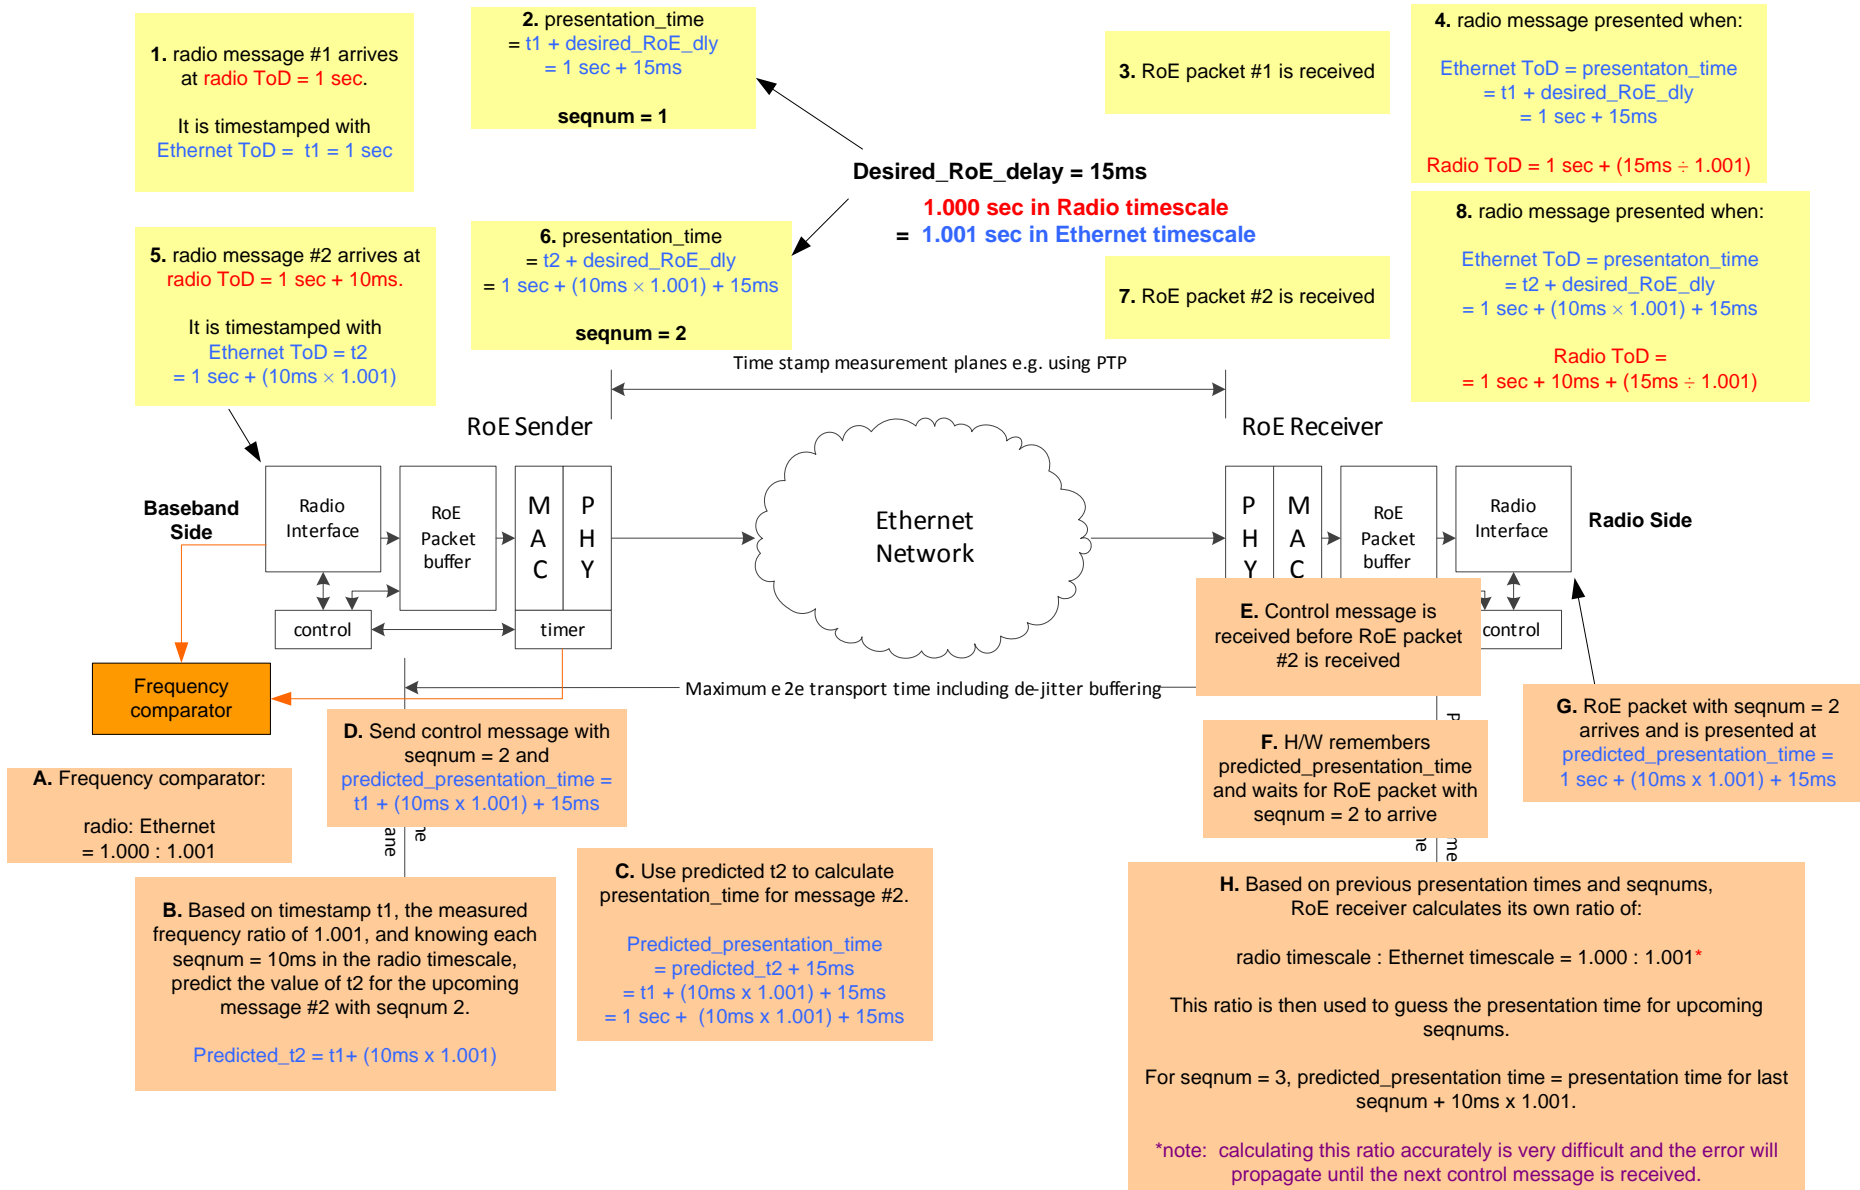 1. radio message #1 arrives
at radio ToD = 1 sec.
It is timestamped with
Ethernet ToD =  t1 = 1 sec
2. presentation_time
= t1 + desired_RoE_dly
= 1 sec + 15ms
seqnum = 1
3. RoE packet #1 is received
4. radio message presented when:
Ethernet ToD = presentaton_time
= t1 + desired_RoE_dly
= 1 sec + 15ms
Radio ToD = 1 sec + (15ms ÷ 1.001)
Desired_RoE_delay = 15ms
1.000 sec in Radio timescale
= 1.001 sec in Ethernet timescale
5. radio message #2 arrives at
radio ToD = 1 sec + 10ms.
It is timestamped with
Ethernet ToD = t2
= 1 sec + (10ms × 1.001)
6. presentation_time
= t2 + desired_RoE_dly
= 1 sec + (10ms × 1.001) + 15ms
seqnum = 2
7. RoE packet #2 is received
8. radio message presented when:
Ethernet ToD = presentaton_time
= t2 + desired_RoE_dly
= 1 sec + (10ms × 1.001) + 15ms
Radio ToD =
= 1 sec + 10ms + (15ms ÷ 1.001)
Time stamp measurement planes e.g. using PTP
RoE Sender
RoE Receiver
Baseband
Side
Radio
Interface
RoE
Packet
buffer
MAC
PHY
control
timer
Ethernet
Network
PHY
MAC
RoE
Packet
buffer
Radio
Interface
control
Radio Side
Frequency
comparator
Maximum e2e transport time including de-jitter buffering
A. Frequency comparator:
radio: Ethernet
= 1.000 : 1.001
B. Based on timestamp t1, the measured
frequency ratio of 1.001, and knowing each
seqnum = 10ms in the radio timescale,
predict the value of t2 for the upcoming
message #2 with seqnum 2.
Predicted_t2 = t1+ (10ms x 1.001)
C. Use predicted t2 to calculate
presentation_time for message #2.
Predicted_presentation_time
= predicted_t2 + 15ms
= t1 + (10ms x 1.001) + 15ms
= 1 sec +  (10ms x 1.001) + 15ms
D. Send control message with
seqnum = 2 and
predicted_presentation_time =
t1 + (10ms x 1.001) + 15ms
E. Control message is
received before RoE packet
#2 is received
F. H/W remembers
predicted_presentation_time
and waits for RoE packet with
seqnum = 2 to arrive
G. RoE packet with seqnum = 2
arrives and is presented at
predicted_presentation_time =
1 sec + (10ms x 1.001) + 15ms
H. Based on previous presentation times and seqnums,
RoE receiver calculates its own ratio of:
radio timescale : Ethernet timescale = 1.000 : 1.001*
This ratio is then used to guess the presentation time for upcoming
seqnums.
For seqnum = 3, predicted_presentation time = presentation time for last
seqnum + 10ms x 1.001.
*note:  calculating this ratio accurately is very difficult and the error will
propagate until the next control message is received.